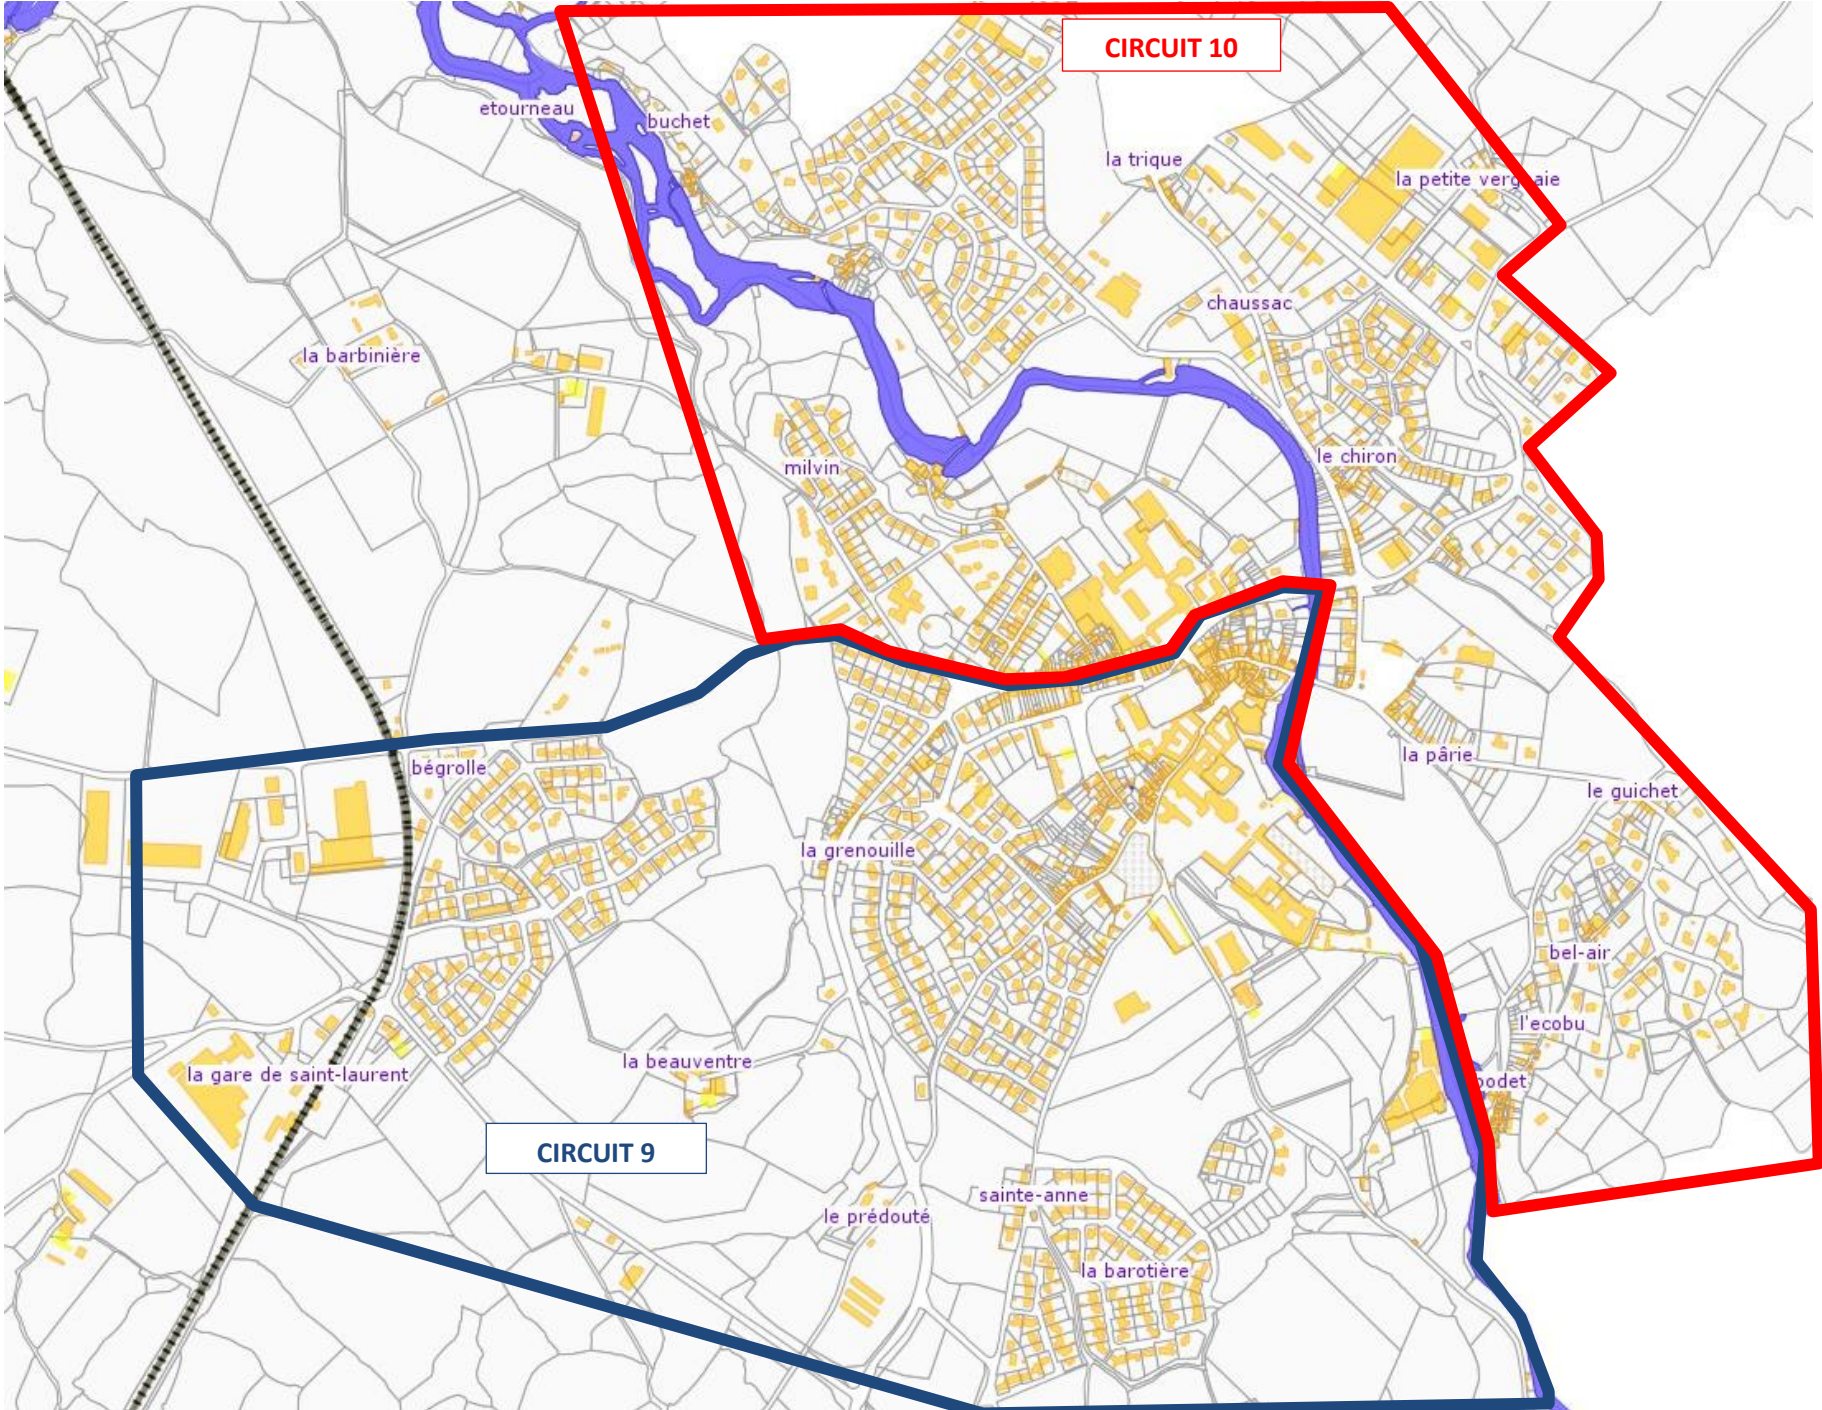 CIRCUIT 10
etourneau
buchet
la trique
la petite vergnaie
chaussac
la barbinière
le chiron
milvin
la pârie
bégrolle
le guichet
la grenouille
bel-air
l'ecobu
la beauventre
la gare de saint-laurent
podet
CIRCUIT 9
sainte-anne
le prédouté
la barotière